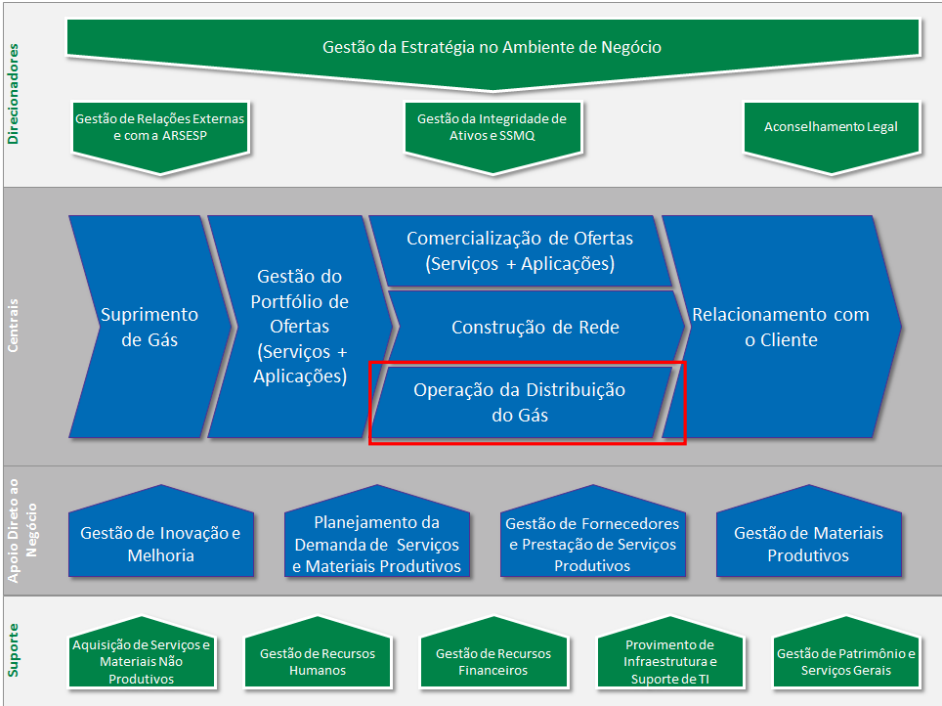 Direcionadores
Gestão da Estratégia no Ambiente de Negócio
Gestão de Relações Externas
e com a ARSESP
Gestão da Integridade de
Ativos e SSMQ
Aconselhamento Legal
Centrais
Suprimento
de Gás
Gestão do
Portfólio de
Ofertas
(Serviços +
Aplicações)
Comercialização de Ofertas
(Serviços + Aplicações)
Construção de Rede
Operação da Distribuição
do Gás
Relacionamento com
o Cliente
Apoio Direto ao
Negócio
Gestão de Inovação e
Melhoria
Planejamento da
Demanda de Serviços
e Materiais Produtivos
Gestão de Fornecedores
e Prestação de Serviços
Produtivos
Gestão de Materiais
Produtivos
Suporte
Aquisição de Serviços e
Materiais Não
Produtivos
Gestão de Recursos
Humanos
Gestão de Recursos
Financeiros
Provimento de
Infraestrutura e
Suporte de TI
Gestão de Patrimônio e
Serviços Gerais